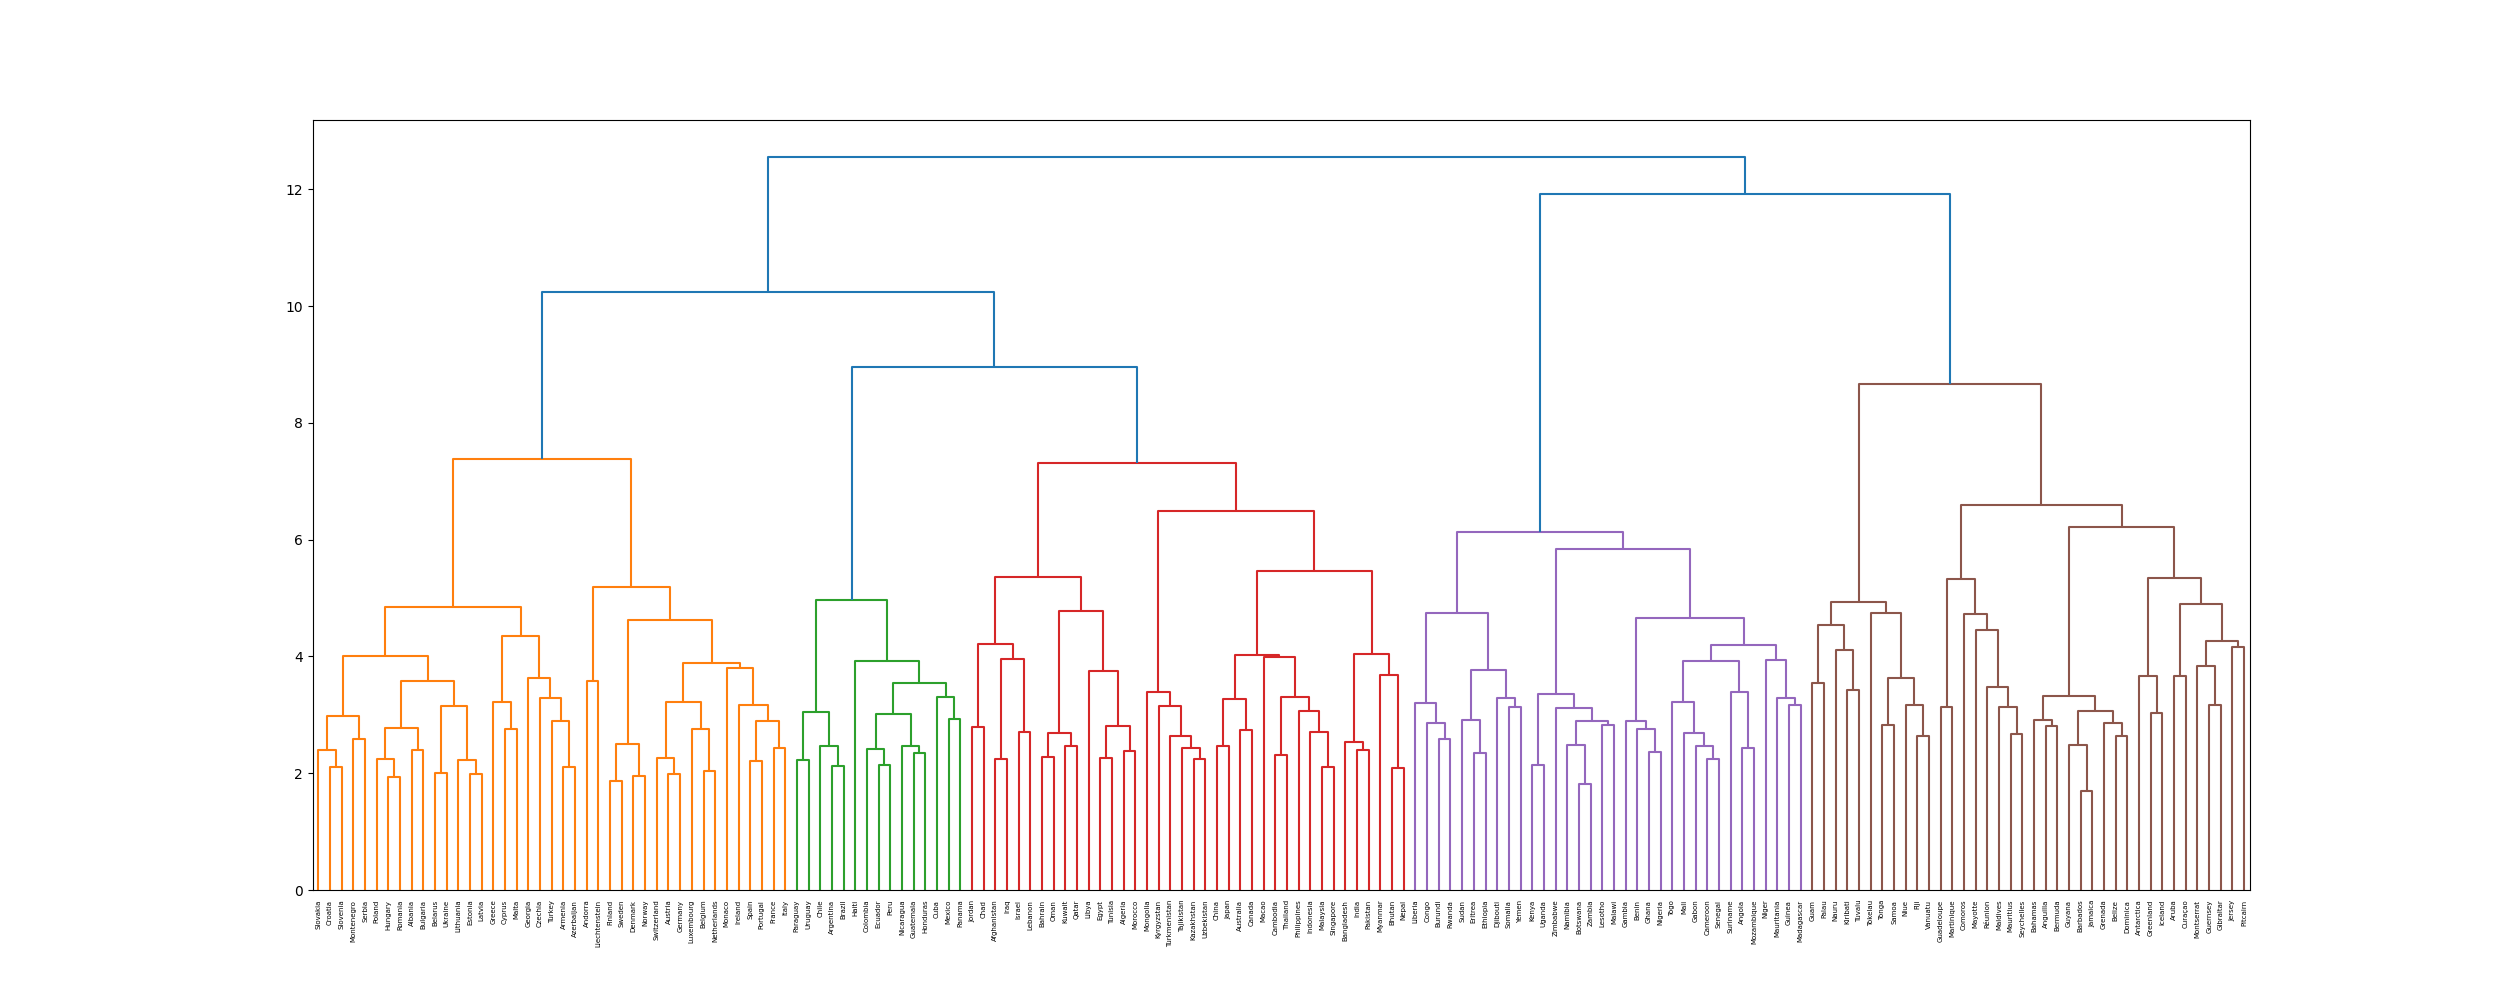 12
10
8
6
4
2
0
Slovakia
Croatia
Slovenia
Montenegro
Serbia
Poland
Hungary
Romania
Albania
Bulgaria
Belarus
Ukraine
Lithuania
Estonia
Latvia
Greece
Cyprus
Malta
Georgia
Czechia
Turkey
Armenia
Azerbaijan
Andorra
Liechtenstein
Finland
Sweden
Denmark
Norway
Switzerland
Austria
Germany
Luxembourg
Belgium
Netherlands
Monaco
Ireland
Spain
Portugal
France
Italy
Paraguay
Uruguay
Chile
Argentina
Brazil
Haiti
Colombia
Ecuador
Peru
Nicaragua
Guatemala
Honduras
Cuba
Mexico
Panama
Jordan
Chad
Afghanistan
Iraq
Israel
Lebanon
Bahrain
Oman
Kuwait
Qatar
Libya
Egypt
Tunisia
Algeria
Morocco
Mongolia
Kyrgyzstan
Turkmenistan
Tajikistan
Kazakhstan
Uzbekistan
China
Japan
Australia
Canada
Macao
Cambodia
Thailand
Philippines
Indonesia
Malaysia
Singapore
Bangladesh
India
Pakistan
Myanmar
Bhutan
Nepal
Liberia
Congo
Burundi
Rwanda
Sudan
Eritrea
Ethiopia
Djibouti
Somalia
Yemen
Kenya
Uganda
Zimbabwe
Namibia
Botswana
Zambia
Lesotho
Malawi
Gambia
Benin
Ghana
Nigeria
Togo
Mali
Gabon
Cameroon
Senegal
Suriname
Angola
Mozambique
Niger
Mauritania
Guinea
Madagascar
Guam
Palau
Nauru
Kiribati
Tuvalu
Tokelau
Tonga
Samoa
Niue
Fiji
Vanuatu
Guadeloupe
Martinique
Comoros
Mayotte
Réunion
Maldives
Mauritius
Seychelles
Bahamas
Anguilla
Bermuda
Guyana
Barbados
Jamaica
Grenada
Belize
Dominica
Antarctica
Greenland
Iceland
Aruba
Curaçao
Montserrat
Guernsey
Gibraltar
Jersey
Pitcairn